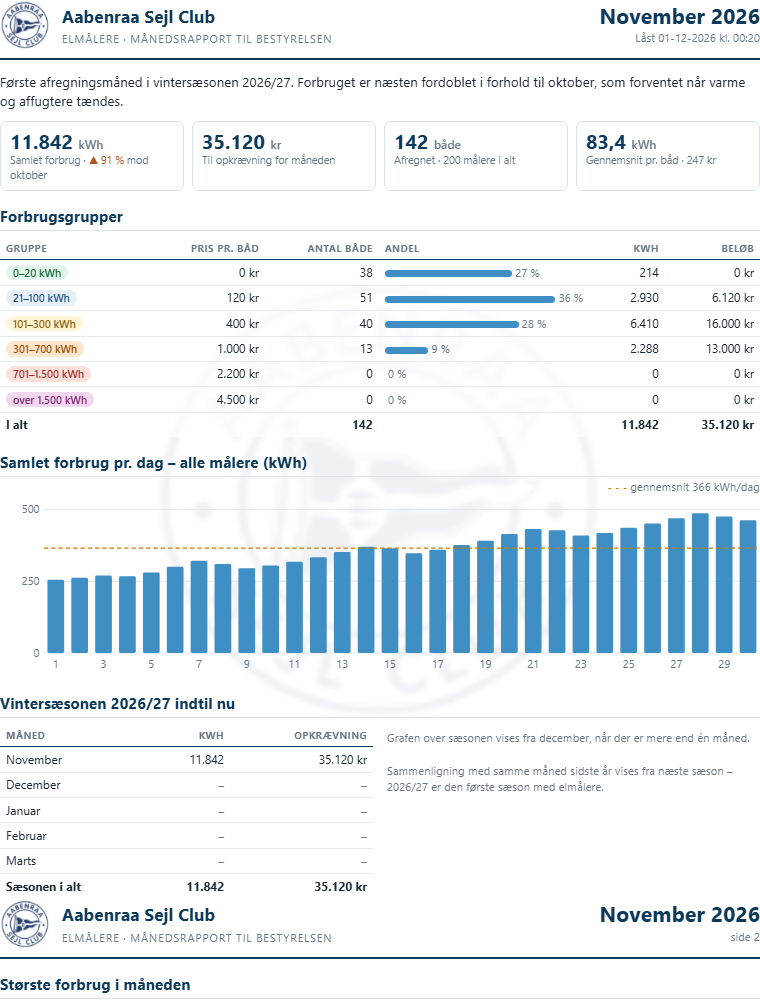 Aabenraa Sejl Club
ELMÅLERE · MÅNEDSRAPPORT TIL BESTYRELSEN
November 2026
Låst 01-12-2026 kl. 00:20
Første afregningsmåned i vintersæsonen 2026/27. Forbruget er næsten fordoblet i forhold til oktober, som forventet når varme
og affugtere tændes.
11.842 kWh
Samlet forbrug · ▲ 91 % mod
oktober
35.120 kr
Til opkrævning for måneden
142 både
Afregnet · 200 målere i alt
83,4 kWh
Gennemsnit pr. båd · 247 kr
Forbrugsgrupper
GRUPPE PRIS PR. BÅD ANTAL BÅDE ANDEL KWH BELØB
0–20 kWh 0 kr 38 27 % 214 0 kr
21–100 kWh 120 kr 51 36 % 2.930 6.120 kr
101–300 kWh 400 kr 40 28 % 6.410 16.000 kr
301–700 kWh 1.000 kr 13 9 % 2.288 13.000 kr
701–1.500 kWh 2.200 kr 0 0 % 0 0 kr
over 1.500 kWh 4.500 kr 0 0 % 0 0 kr
I alt 142 11.842 35.120 kr
Samlet forbrug pr. dag – alle målere (kWh)
gennemsnit 366 kWh/dag
500
250
0
1 3 5 7 9 11 13 15 17 19 21 23 25 27 29
AABENRAA
SEJL CLUB
Vintersæsonen 2026/27 indtil nu
MÅNED KWH OPKRÆVNING
November 11.842 35.120 kr
December – –
Januar – –
Februar – –
Marts – –
Sæsonen i alt 11.842 35.120 kr
Grafen over sæsonen vises fra december, når der er mere end én måned.
Sammenligning med samme måned sidste år vises fra næste sæson –
2026/27 er den første sæson med elmålere.
AABENRAA
SEJL CLUB
Aabenraa Sejl Club
ELMÅLERE · MÅNEDSRAPPORT TIL BESTYRELSEN
November 2026
side 2
Største forbrug i måneden